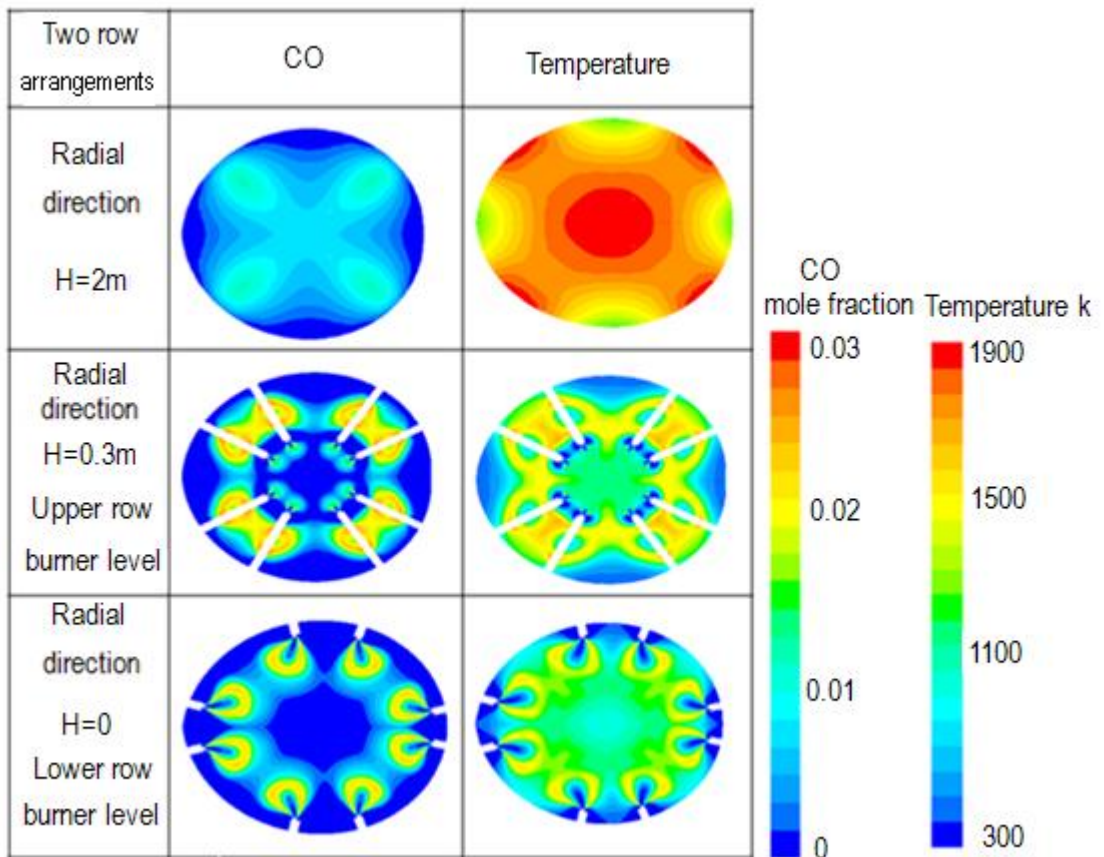 Two row
arrangements
CO
Temperature
Radial
direction
H=2m
Radial
direction
H=0.3m
Upper row
burner level
Radial
direction
H=0
Lower row
burner level
CO
mole fraction
0.03
0.02
0.01
0
Temperature k
1900
1500
1100
300